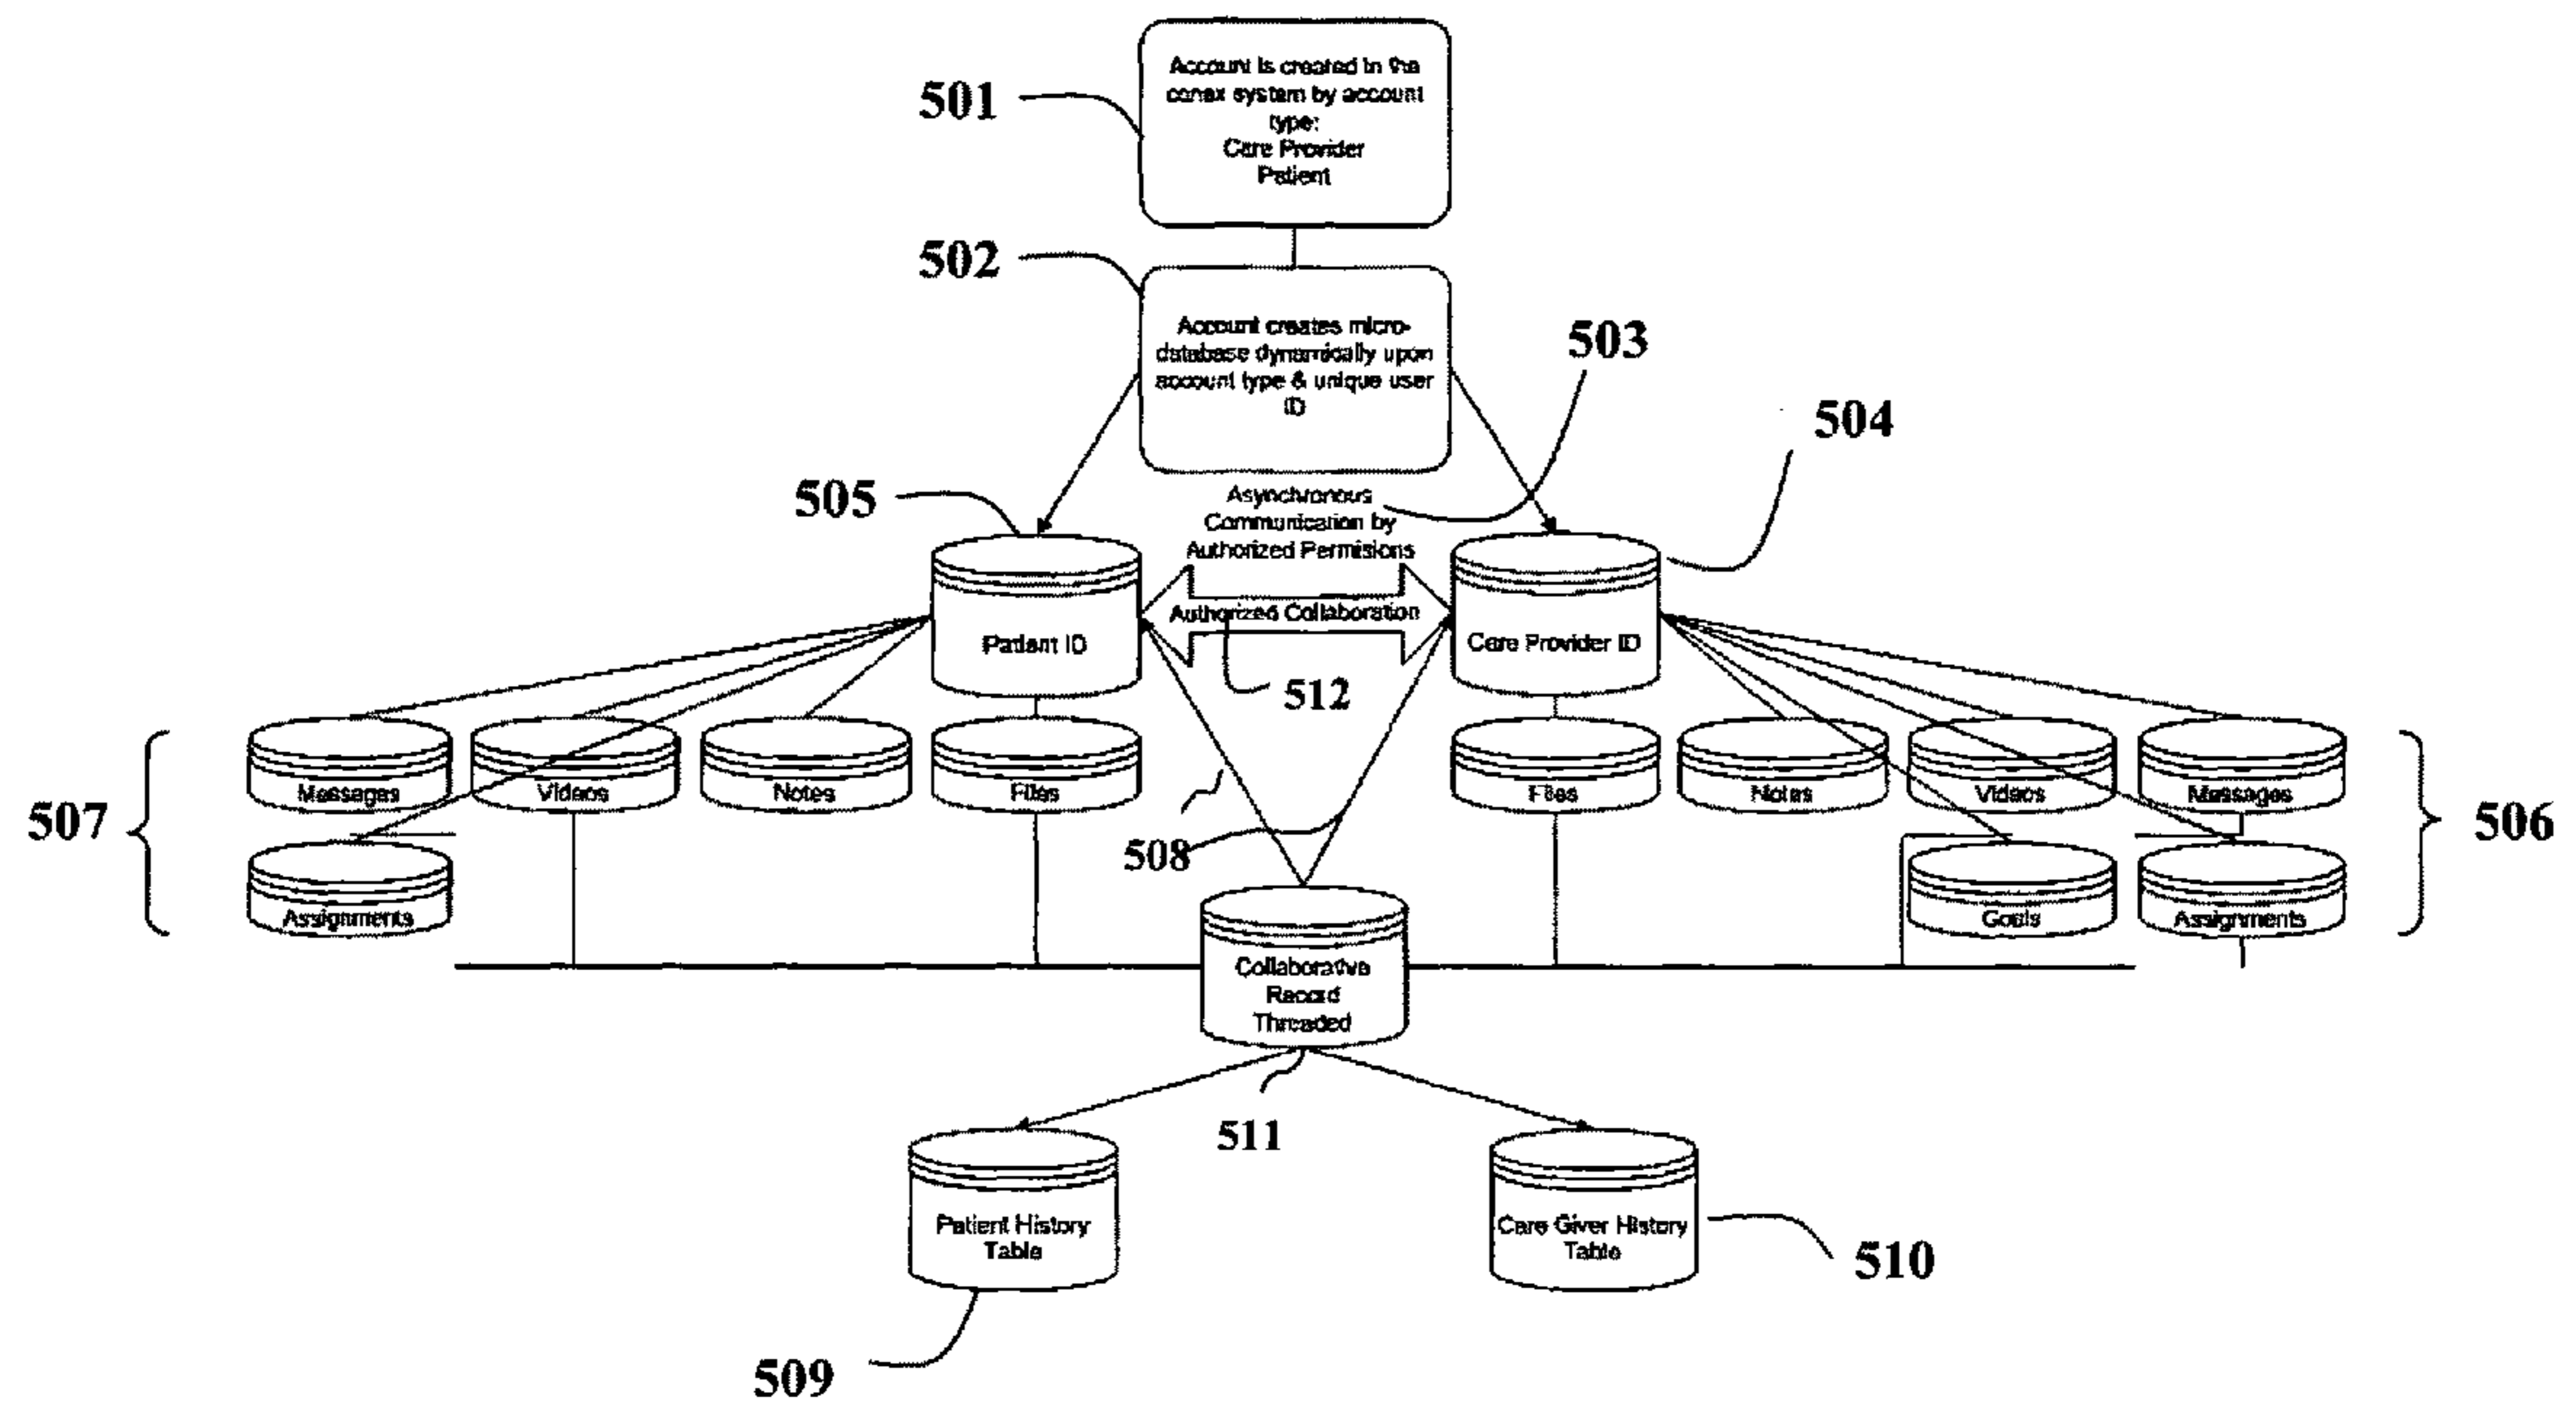 501
Account is created in the
conex system by account
type:
Care Provider
Patient
502
Account creates micro-
database dynamically upon
account type & unique user
ID
503
504
505
Asynchronous
Communication by
Authorized Permisions
Authorized Collaboration
Patient ID
Care Provider ID
512
Messages
Videos
Notes
Files
Files
Notes
Videos
Messages
507
508
506
Assignments
Goals
Assignments
Collaborative
Record
Threaded
511
Patient History
Table
Care Giver History
Table
510
509